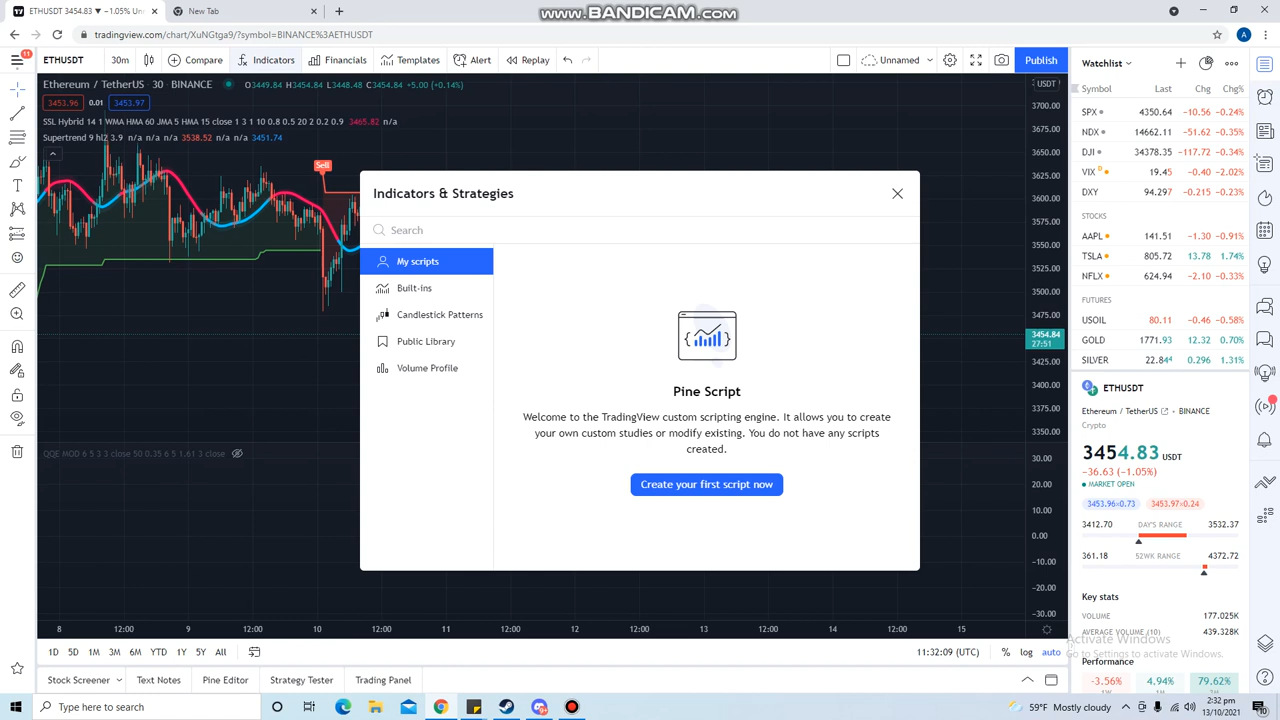 ETHUSDT 3454.83 ▼ −1.05% Un
New Tab
www.BANDICAM.com
tradingview.com/chart/XuNGtga9/?symbol=BINANCE%3AETHUSDT
A
11
ETHUSDT 30m Compare Indicators Financials Templates Alert Replay Unnamed Publish
Ethereum / TetherUS · 30 · BINANCE O3449.84 H3454.84 L3448.48 C3454.84 +5.00 (+0.14%)
3453.96 0.01 3453.97
SSL Hybrid 14 1 WMA HMA 60 JMA 5 HMA 15 close 1 3 1 10 0.8 0.5 20 2 0.2 0.9 3465.82 n/a
Supertrend 9 hl2 3.9 n/a n/a 3538.52 n/a n/a 3451.74
Sell
QQE MOD 6 5 3 3 close 50 0.35 6 5 1.61 3 close
Indicators & Strategies
Search
My scripts
Built-ins
Candlestick Patterns
Public Library
Volume Profile
Pine Script
Welcome to the TradingView custom scripting engine. It allows you to create
your own custom studies or modify existing. You do not have any scripts
created.
Create your first script now
USDT
3700.00
3675.00
3650.00
3625.00
3600.00
3575.00
3550.00
3525.00
3500.00
3475.00
3454.84
27:51
3425.00
3400.00
3375.00
3350.00
30.00
20.00
10.00
0.00
−10.00
−20.00
−30.00
8 12:00 9 12:00 10 12:00 11 12:00 12 12:00 13 12:00 14 12:00 15
1D 5D 1M 3M 6M YTD 1Y 5Y All
11:32:09 (UTC) % log auto
Stock Screener Text Notes Pine Editor Strategy Tester Trading Panel
Watchlist
Symbol Last Chg Chg%
SPX 4350.64 −10.56 −0.24%
NDX 14662.11 −51.62 −0.35%
DJI 34378.35 −117.72 −0.34%
VIX D 19.45 −0.40 −2.02%
DXY 94.297 −0.215 −0.23%
STOCKS
AAPL 141.51 −1.30 −0.91%
TSLA 805.72 13.78 1.74%
NFLX 624.94 −2.10 −0.33%
FUTURES
USOIL 80.11 −0.46 −0.58%
GOLD 1771.93 12.32 0.70%
SILVER 22.844 0.296 1.31%
ETHUSDT
Ethereum / TetherUS · BINANCE
Crypto
3454.83 USDT
−36.63 (−1.05%)
MARKET OPEN
3453.96×0.73 3453.97×0.24
3412.70 DAY'S RANGE 3532.37
361.18 52WK RANGE 4372.72
Key stats
VOLUME 177.025K
AVERAGE VOLUME (10) 439.328K
Activate Windows
Go to Settings to activate Windows.
Performance
−3.56% 4.94% 79.62%
Type here to search
59°F Mostly cloudy
2:32 pm
13/10/2021